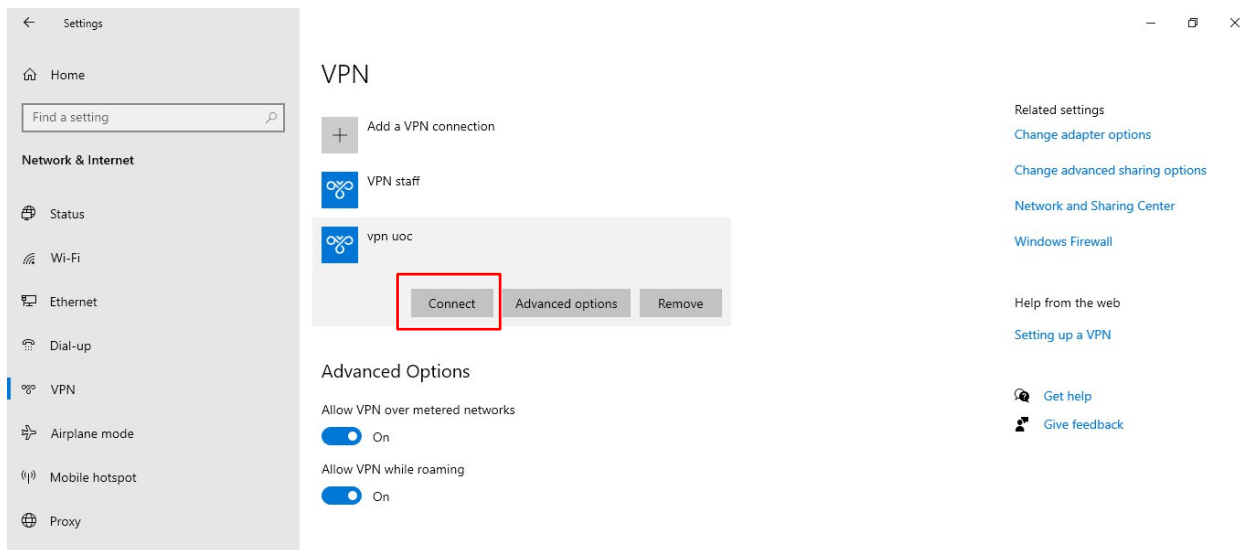 Settings
Home
Find a setting
Network & Internet
Status
Wi-Fi
Ethernet
Dial-up
VPN
Airplane mode
Mobile hotspot
Proxy
VPN
Add a VPN connection
VPN staff
vpn uoc
Connect Advanced options Remove
Advanced Options
Allow VPN over metered networks
On
Allow VPN while roaming
On
Related settings
Change adapter options
Change advanced sharing options
Network and Sharing Center
Windows Firewall
Help from the web
Setting up a VPN
Get help
Give feedback